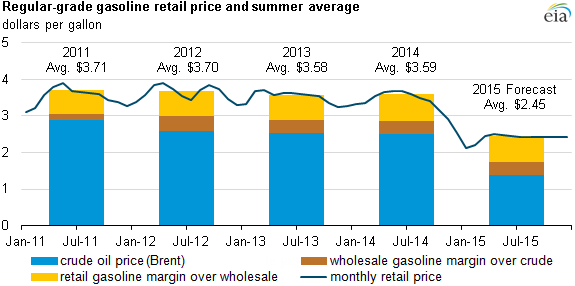 Regular-grade gasoline retail price and summer average
dollars per gallon
eia
5
4
3
2
1
0
2011
Avg. $3.71
2012
Avg. $3.70
2013
Avg. $3.58
2014
Avg. $3.59
2015 Forecast
Avg. $2.45
Jan-11 Jul-11 Jan-12 Jul-12 Jan-13 Jul-13 Jan-14 Jul-14 Jan-15 Jul-15
crude oil price (Brent) wholesale gasoline margin over crude
retail gasoline margin over wholesale monthly retail price